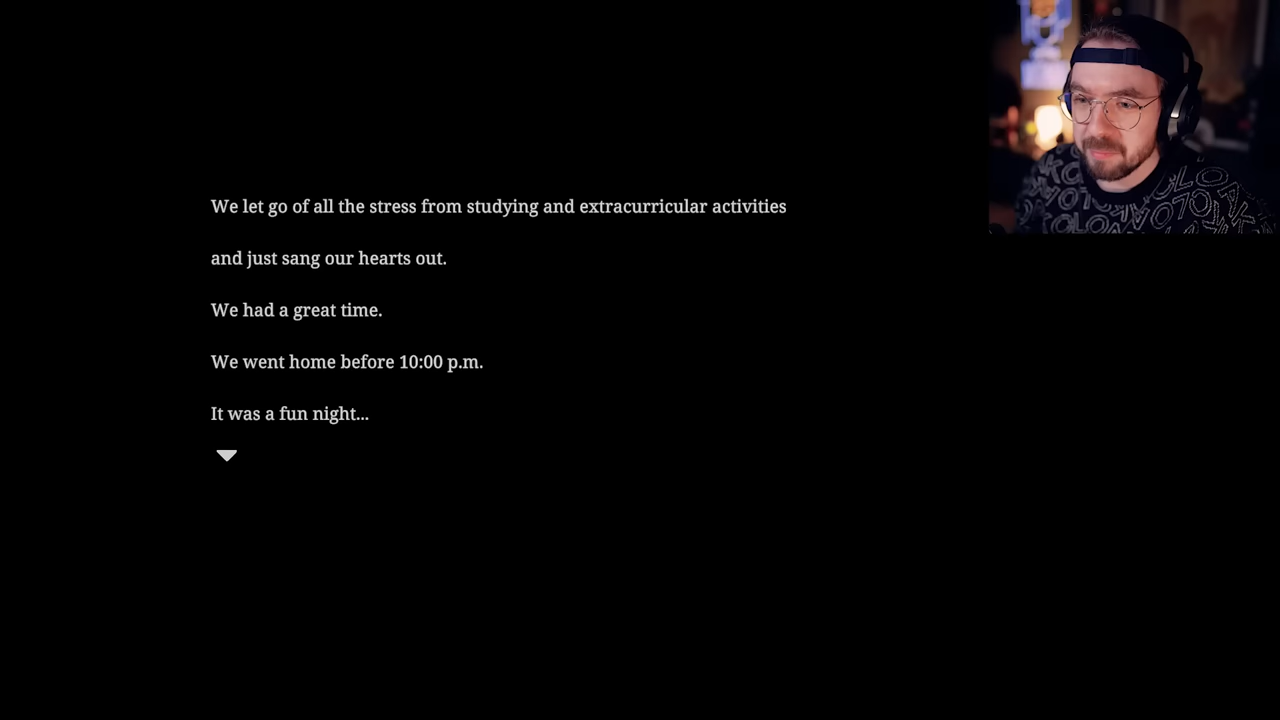 We let go of all the stress from studying and extracurricular activities
and just sang our hearts out.
We had a great time.
We went home before 10:00 p.m.
It was a fun night...